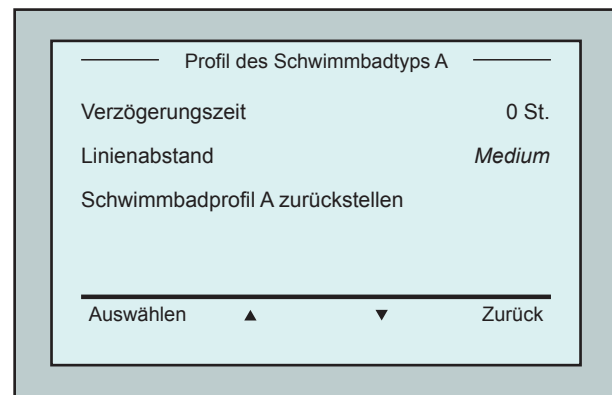 Profil des Schwimmbadtyps A
Verzögerungszeit 0 St.
Linienabstand Medium
Schwimmbadprofil A zurückstellen
Auswählen ▲ ▼ Zurück